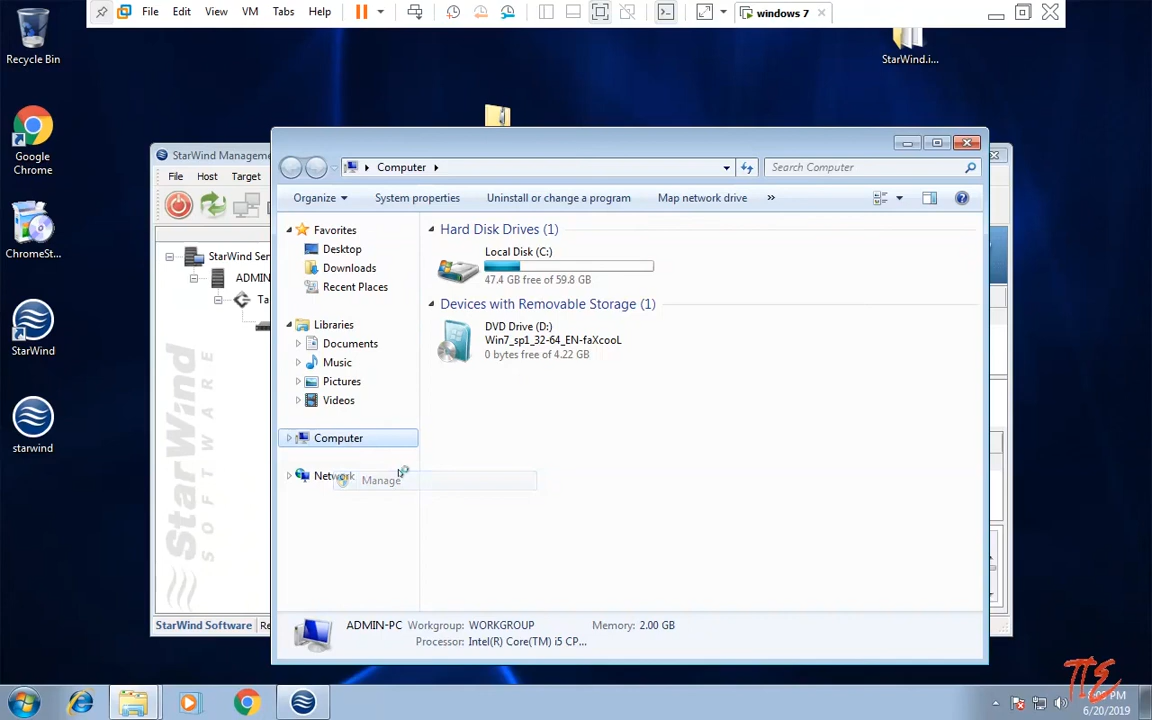 File Edit View VM Tabs Help windows 7
Recycle Bin
StarWind.i...
Google
Chrome
StarWind Manageme
File Host Target
Computer
Search Computer
Organize System properties Uninstall or change a program Map network drive »
Favorites
Desktop
Downloads
Recent Places
Libraries
Documents
Music
Pictures
Videos
Computer
Network
Manage
Hard Disk Drives (1)
Local Disk (C:)
47.4 GB free of 59.8 GB
Devices with Removable Storage (1)
DVD Drive (D:)
Win7_sp1_32-64_EN-faXcooL
0 bytes free of 4.22 GB
ChromeSt...
StarWind
starwind
StarWind Ser
ADMIN
Ta
StarWind
SOFTWARE
StarWind Software Re
ADMIN-PC Workgroup: WORKGROUP Memory: 2.00 GB
Processor: Intel(R) Core(TM) i5 CP...
PM
6/20/2019